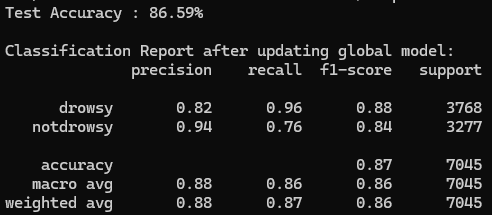 Test Accuracy : 86.59%
Classification Report after updating global model:
precision recall f1-score support
drowsy 0.82 0.96 0.88 3768
notdrowsy 0.94 0.76 0.84 3277
accuracy 0.87 7045
macro avg 0.88 0.86 0.86 7045
weighted avg 0.88 0.87 0.86 7045